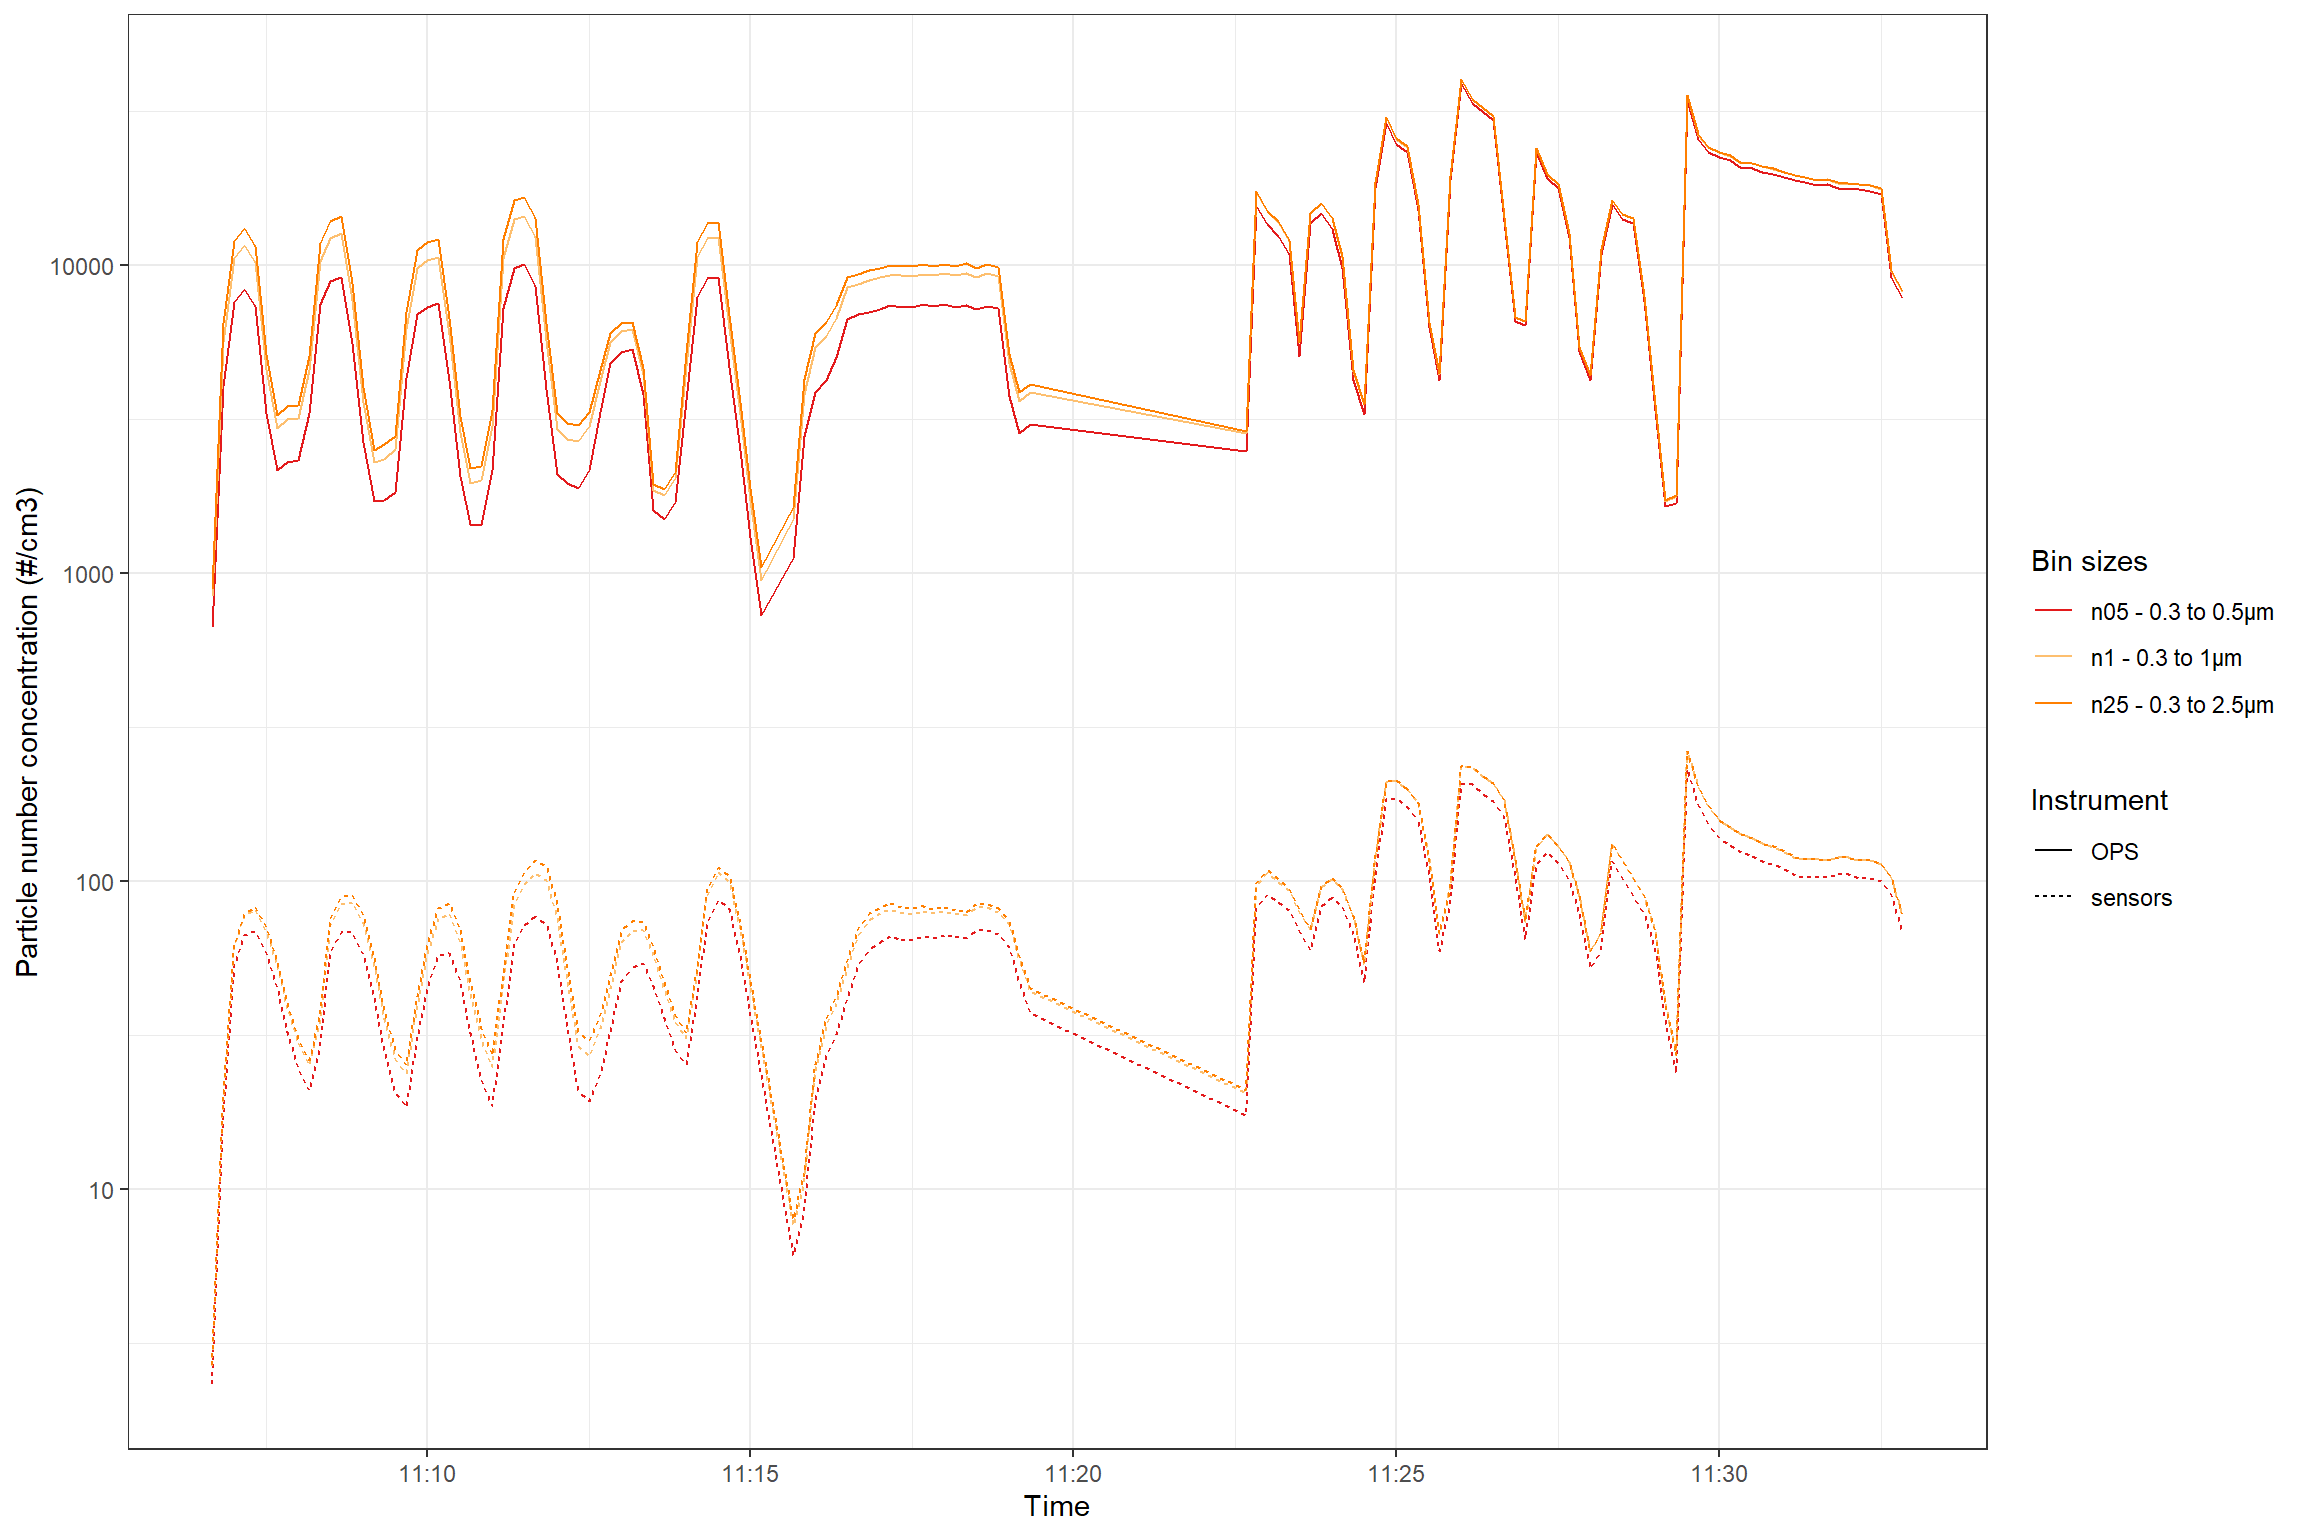 Particle number concentration (#/cm3)
10000
1000
100
10
11:10
11:15
11:20
11:25
11:30
Time
Bin sizes
n05 - 0.3 to 0.5µm
n1 - 0.3 to 1µm
n25 - 0.3 to 2.5µm
Instrument
OPS
sensors